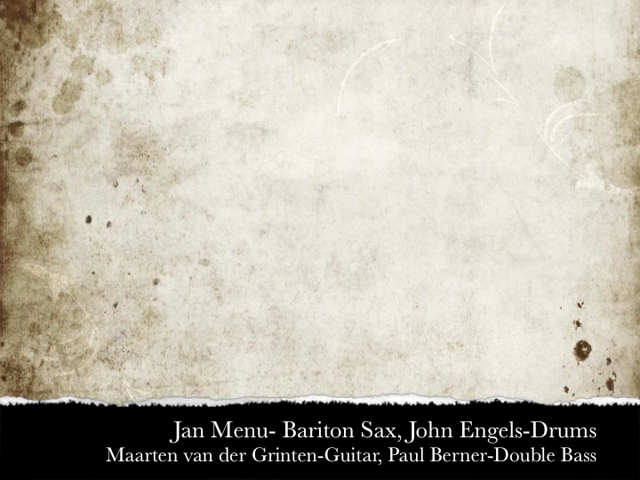 Jan Menu- Bariton Sax, John Engels-Drums
Maarten van der Grinten-Guitar, Paul Berner-Double Bass